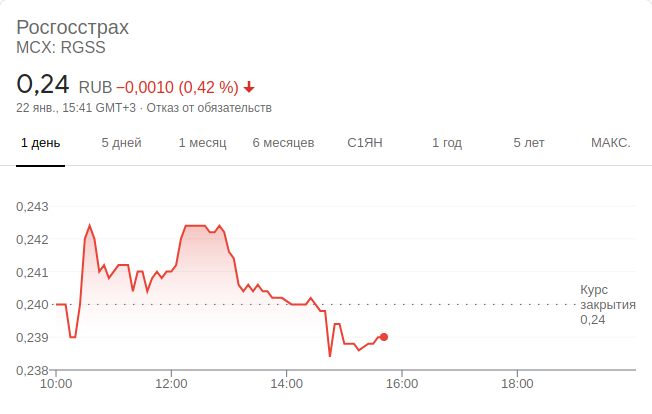 Росгосстрах
MCX: RGSS
0,24 RUB −0,0010 (0,42 %)
22 янв., 15:41 GMT+3 · Отказ от обязательств
1 день 5 дней 1 месяц 6 месяцев С1ЯН 1 год 5 лет МАКС.
0,243
0,242
0,241
0,240
0,239
0,238
Курс
закрытия
0,24
10:00 12:00 14:00 16:00 18:00